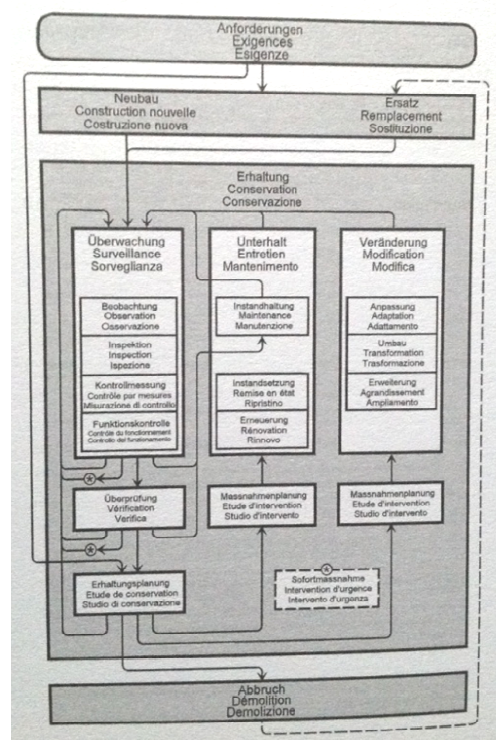 Anforderungen
Exigences
Esigenze
Neubau
Construction nouvelle
Costruzione nuova
Ersatz
Remplacement
Sostituzione
Erhaltung
Conservation
Conservazione
Überwachung
Surveillance
Sorveglianza
Beobachtung
Observation
Osservazione
Inspektion
Inspection
Ispezione
Kontrollmessung
Contrôle par mesures
Misurazione di controllo
Funktionskontrolle
Contrôle du fonctionnement
Controllo del funzionamento
Überprüfung
Vérification
Verifica
Erhaltungsplanung
Etude de conservation
Studio di conservazione
Unterhalt
Entretien
Mantenimento
Instandhaltung
Maintenance
Manutenzione
Instandsetzung
Remise en état
Ripristino
Erneuerung
Rénovation
Rinnovo
Massnahmenplanung
Etude d'intervention
Studio d'intervento
Veränderung
Modification
Modifica
Anpassung
Adaptation
Adattamento
Umbau
Transformation
Trasformazione
Erweiterung
Agrandissement
Ampliamento
Massnahmenplanung
Etude d'intervention
Studio d'intervento
Sofortmassnahme
Intervention d'urgence
Intervento d'urgenza
Abbruch
Démolition
Demolizione